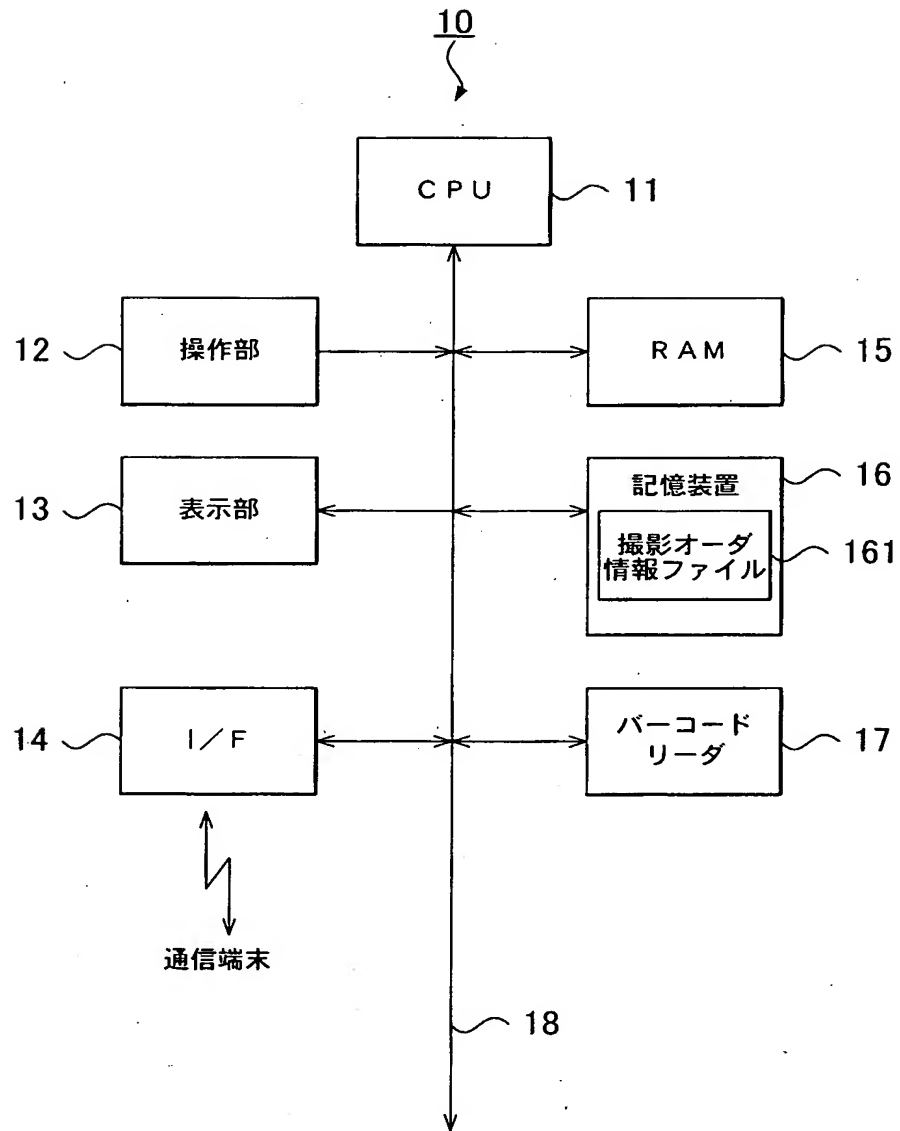 10
CPU
11
操作部
12
RAM
15
表示部
13
記憶装置
16
撮影オーダ
情報ファイル
161
I/F
14
バーコード
リーダ
17
通信端末
18